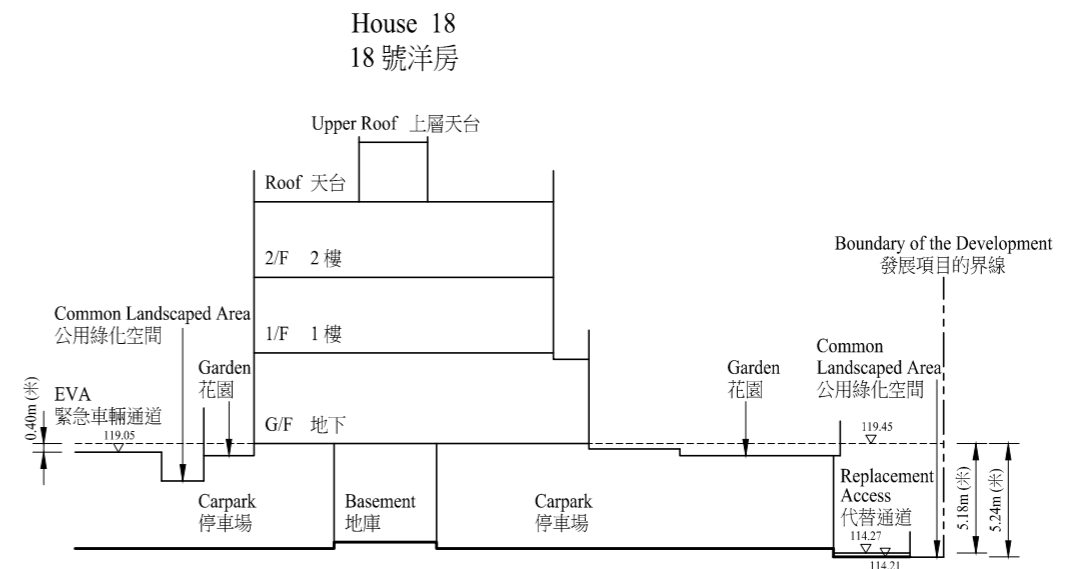 House 18
18 號洋房
Upper Roof 上層天台
Roof 天台
2/F 2 樓
Boundary of the Development
發展項目的界線
Common Landscaped Area
公用綠化空間
1/F 1 樓
Common
Landscaped Area
公用綠化空間
Garden
花園
Garden
花園
EVA
緊急車輛通道
0.40m (米)
119.05
G/F 地下
119.45
Replacement
Access
代替通道
Carpark
停車場
Basement
地庫
Carpark
停車場
5.18m (米)
5.24m (米)
114.27
114.21